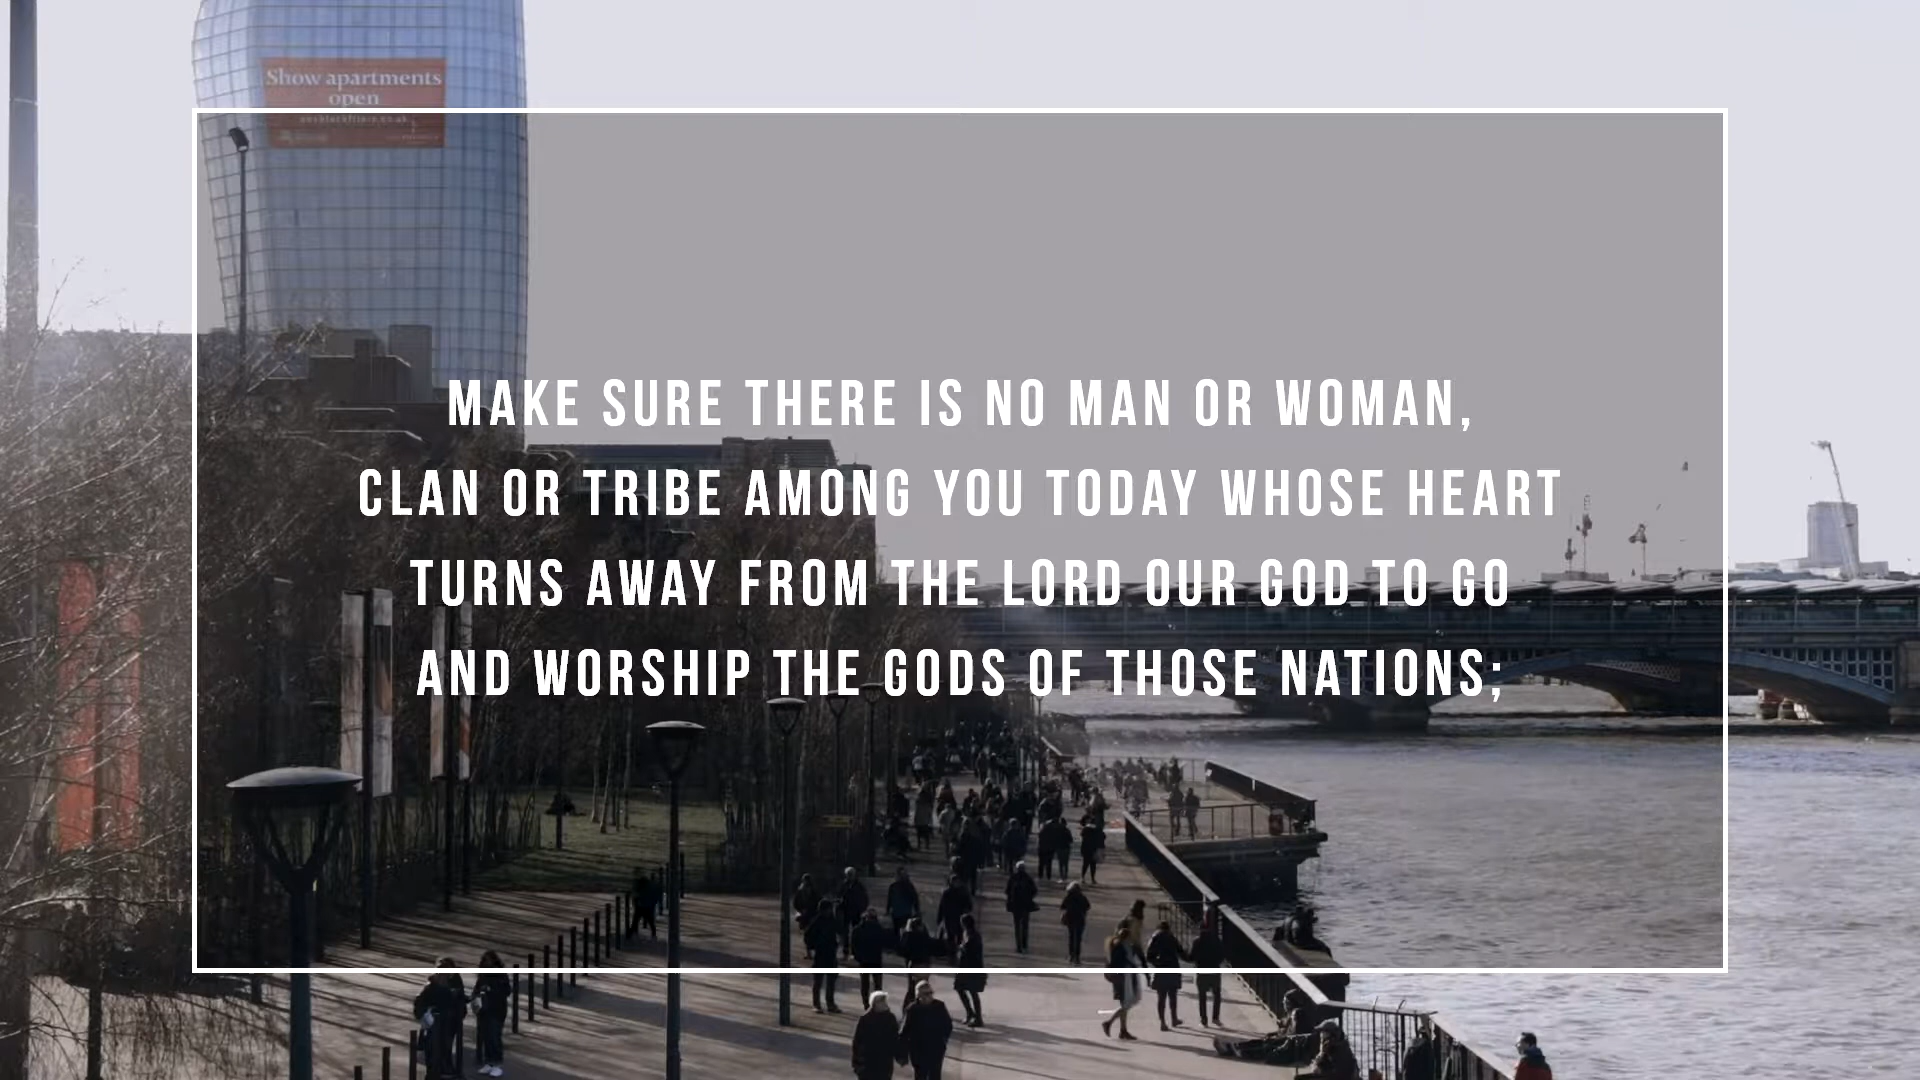 Show apartments
open
MAKE SURE THERE IS NO MAN OR WOMAN,
CLAN OR TRIBE AMONG YOU TODAY WHOSE HEART
TURNS AWAY FROM THE LORD OUR GOD TO GO
AND WORSHIP THE GODS OF THOSE NATIONS;